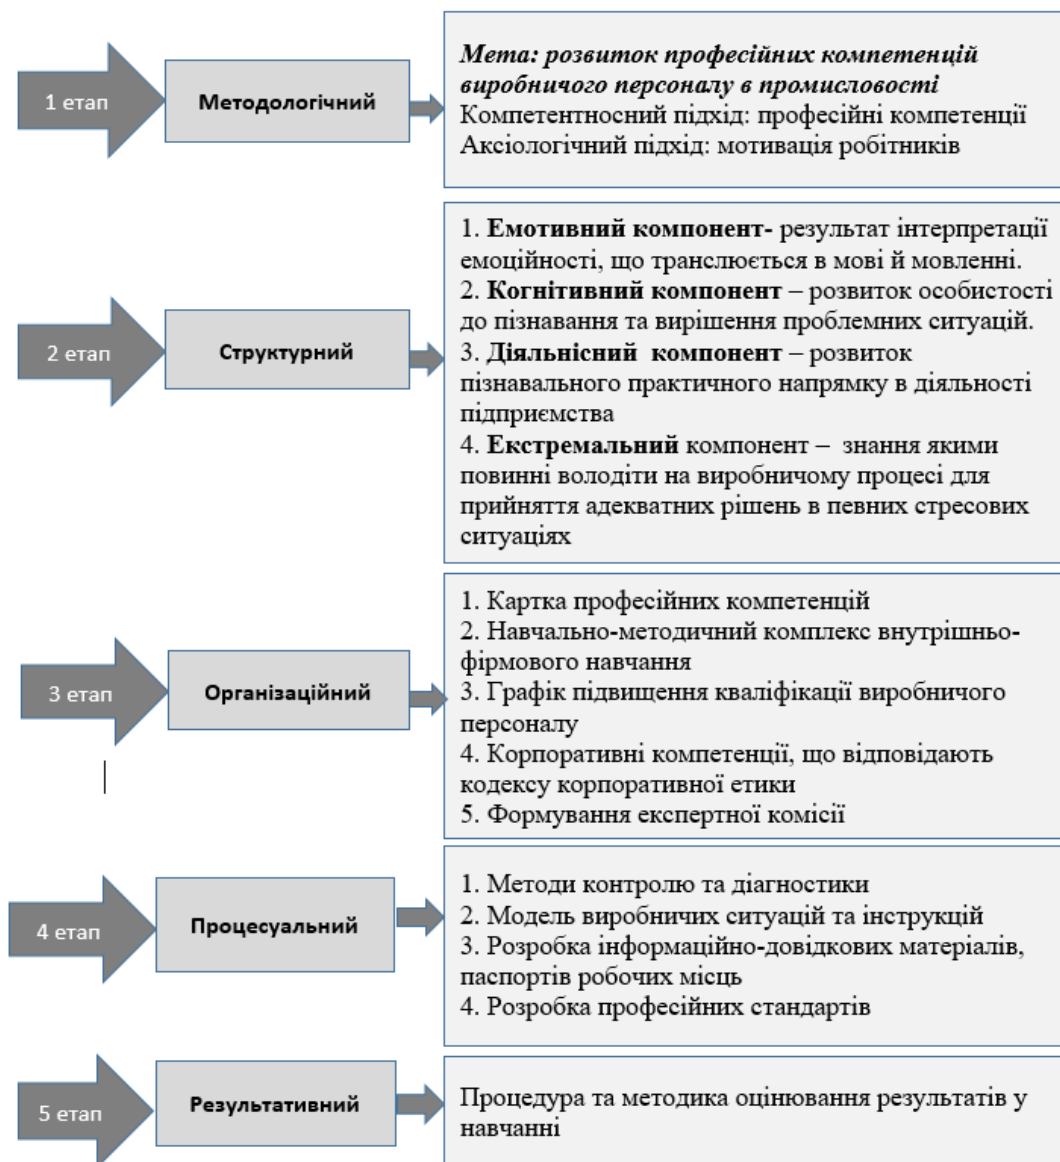 1 етап
Методологічний
Мета: розвиток професійних компетенцій
виробничого персоналу в промисловості
Компетентносний підхід: професійні компетенції
Аксіологічний підхід: мотивація робітників
2 етап
Структурний
1. Емотивний компонент- результат інтерпретації
емоційності, що транслюється в мові й мовленні.
2. Когнітивний компонент – розвиток особистості
до пізнавання та вирішення проблемних ситуацій.
3. Діяльнісний компонент – розвиток
пізнавального практичного напрямку в діяльності
підприємства
4. Екстремальний компонент – знання якими
повинні володіти на виробничому процесі для
прийняття адекватних рішень в певних стресових
ситуаціях
3 етап
Організаційний
1. Картка професійних компетенцій
2. Навчально-методичний комплекс внутрішньо-
фірмового навчання
3. Графік підвищення кваліфікації виробничого
персоналу
4. Корпоративні компетенції, що відповідають
кодексу корпоративної етики
5. Формування експертної комісії
4 етап
Процесуальний
1. Методи контролю та діагностики
2. Модель виробничих ситуацій та інструкцій
3. Розробка інформаційно-довідкових матеріалів,
паспортів робочих місць
4. Розробка професійних стандартів
5 етап
Результативний
Процедура та методика оцінювання результатів у
навчанні